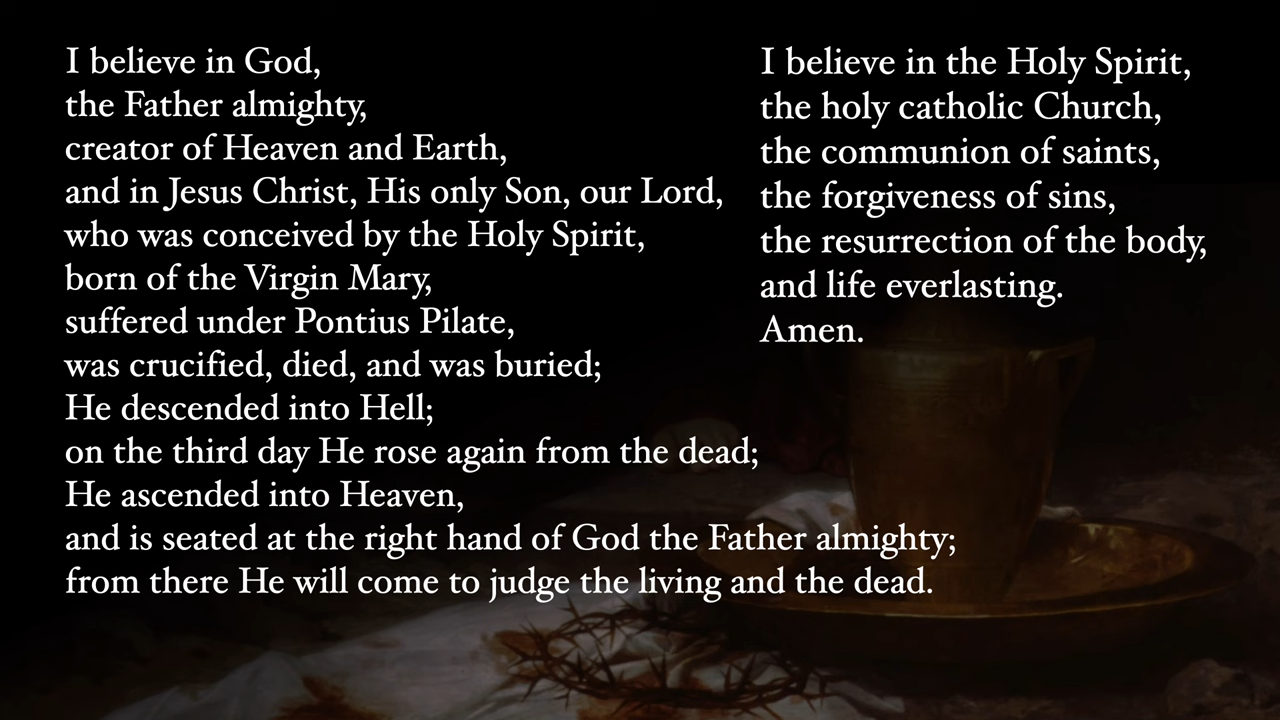 I believe in God,
the Father almighty,
creator of Heaven and Earth,
and in Jesus Christ, His only Son, our Lord,
who was conceived by the Holy Spirit,
born of the Virgin Mary,
suffered under Pontius Pilate,
was crucified, died, and was buried;
He descended into Hell;
on the third day He rose again from the dead;
He ascended into Heaven,
and is seated at the right hand of God the Father almighty;
from there He will come to judge the living and the dead.
I believe in the Holy Spirit,
the holy catholic Church,
the communion of saints,
the forgiveness of sins,
the resurrection of the body,
and life everlasting.
Amen.